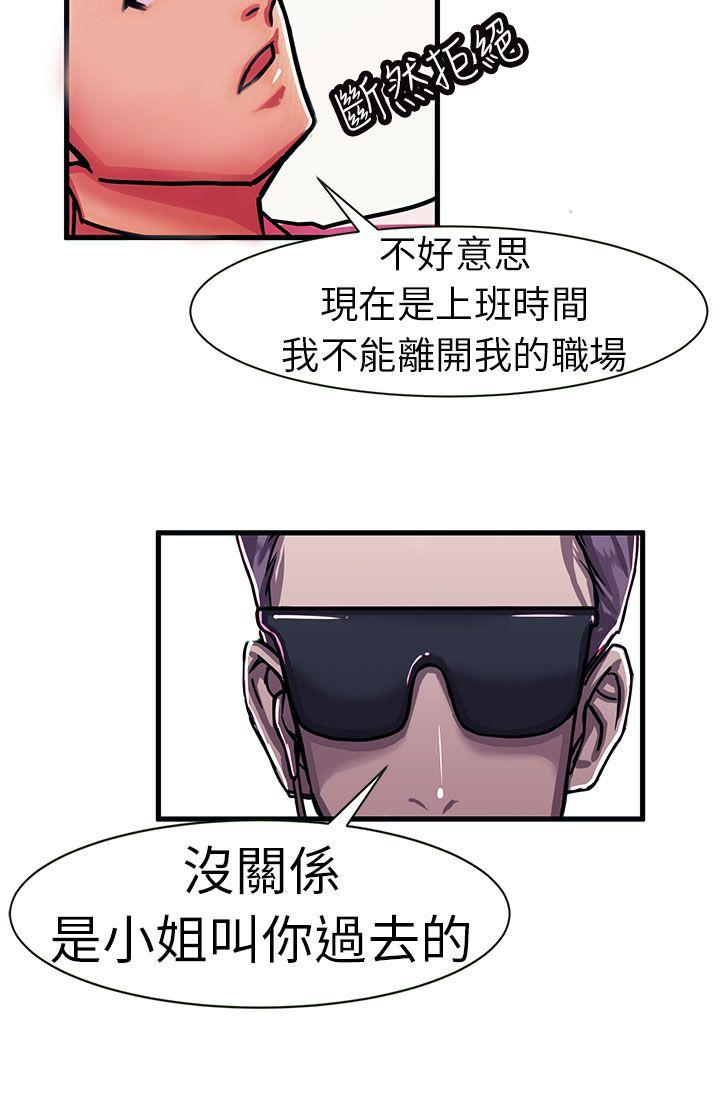 斷然拒絕
不好意思
現在是上班時間
我不能離開我的職場
沒關係
是小姐叫你過去的